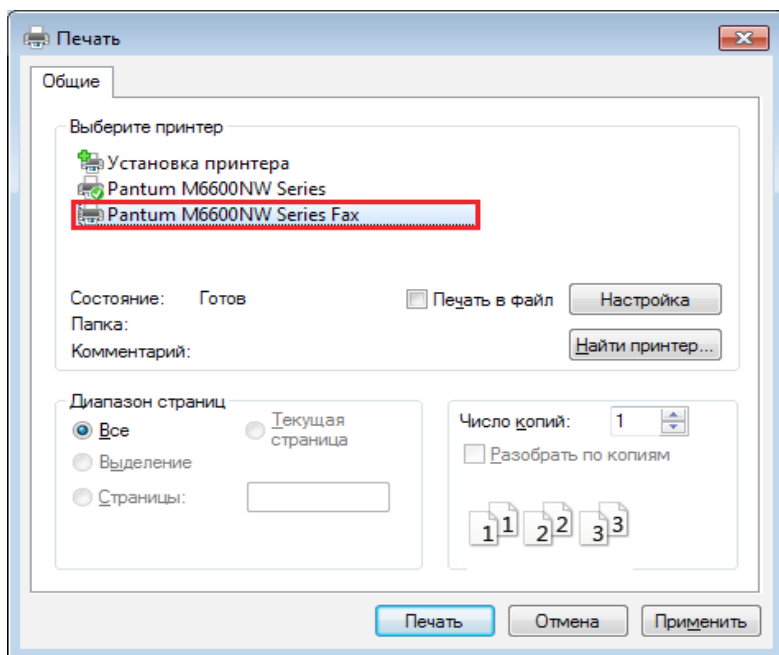 Печать
Общие
Выберите принтер
Установка принтера
Pantum M6600NW Series
Pantum M6600NW Series Fax
Состояние: Готов
Папка:
Комментарий:
Печать в файл
Настройка
Найти принтер...
Диапазон страниц
Все
Текущая
страница
Выделение
Страницы:
Число копий: 1
Разобрать по копиям
1 1 2 2 3 3
Печать Отмена Применить